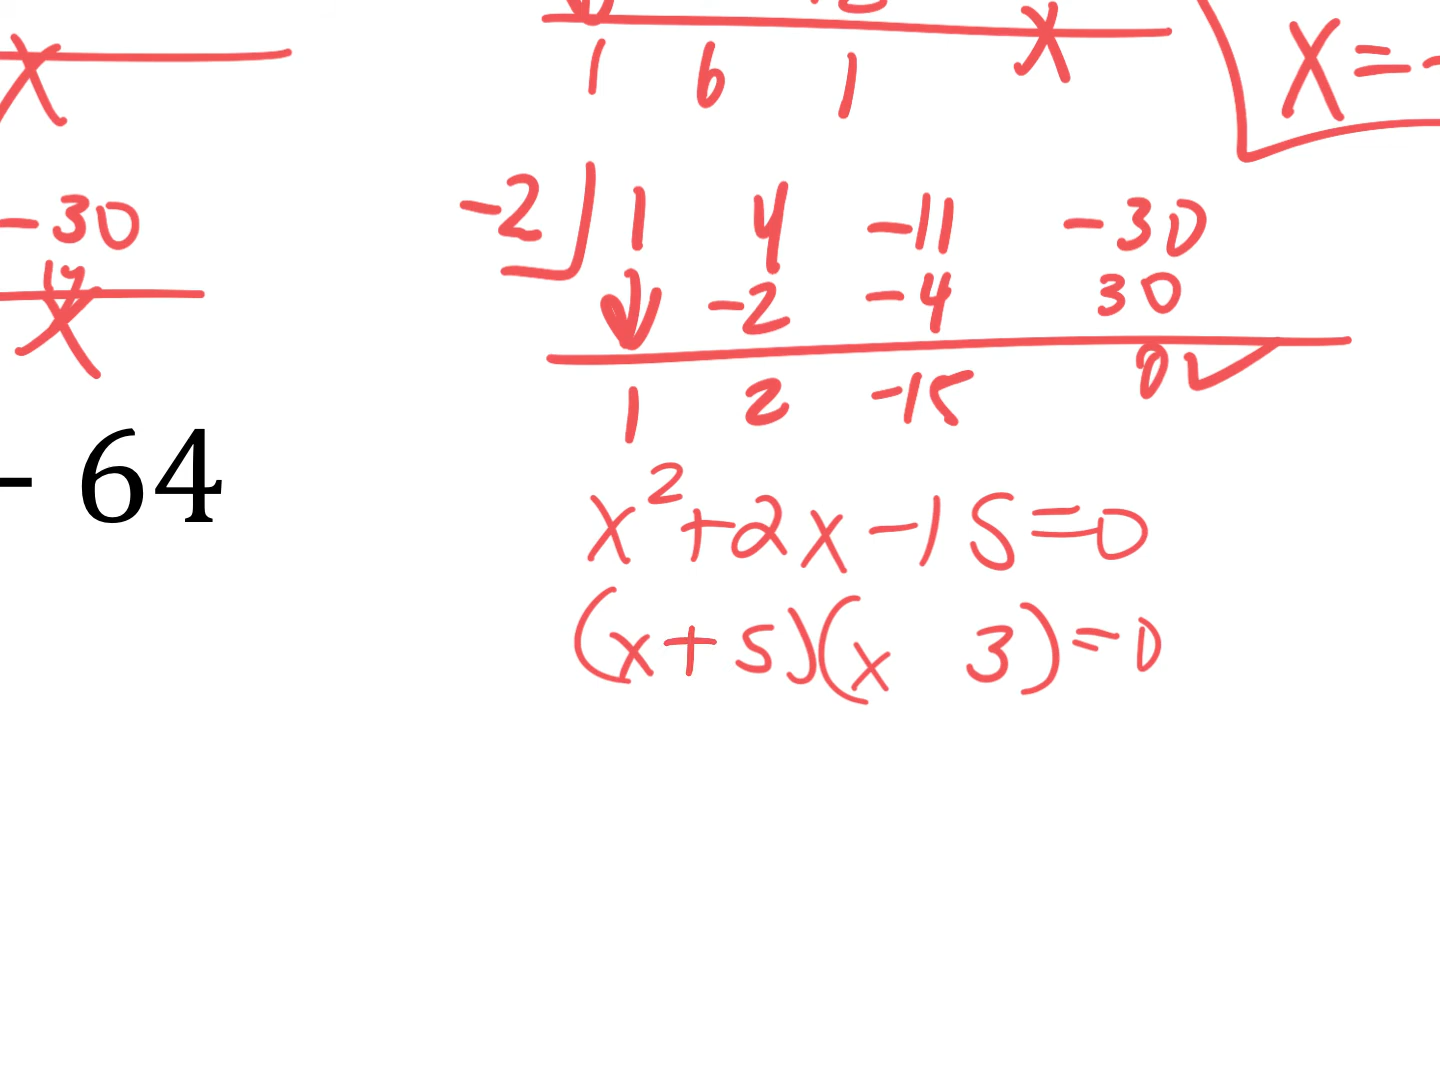 1 6 1 X
X = -
-30
14
X
-2 1 4 -11 -30
-2 -4 30
1 2 -15 0 ✓
- 64
x² + 2x - 15 = 0
(x + 5)(x 3) = 0